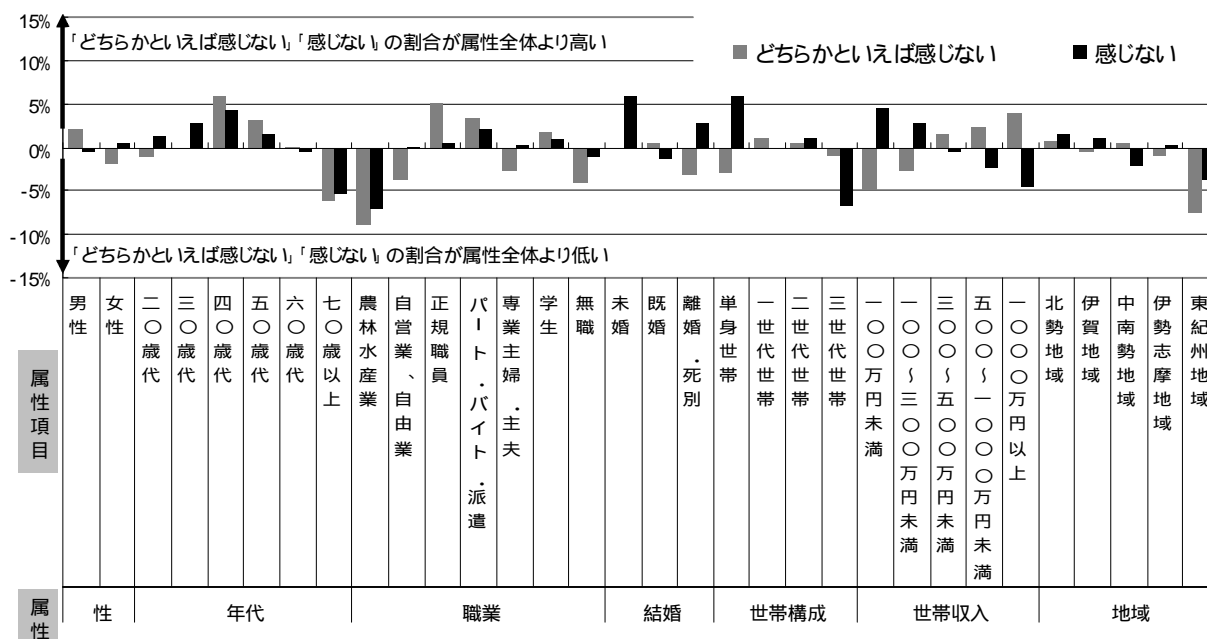 15%
10%
5%
0%
-5%
-10%
-15%
「どちらかといえば感じない」「感じない」の割合が属性全体より高い
どちらかといえば感じない
感じない
「どちらかといえば感じない」「感じない」の割合が属性全体より低い
属性項目
男性
女性
二〇歳代
三〇歳代
四〇歳代
五〇歳代
六〇歳代
七〇歳以上
農林水産業
自営業、自由業
正規職員
パート・バイト・派遣
専業主婦・主夫
学生
無職
未婚
既婚
離婚・死別
単身世帯
一世代世帯
二世代世帯
三世代世帯
一〇〇万円未満
一〇〇～三〇〇万円未満
三〇〇～五〇〇万円未満
五〇〇～一〇〇〇万円未満
一〇〇〇万円以上
北勢地域
伊賀地域
中南勢地域
伊勢志摩地域
東紀州地域
属性
性
年代
職業
結婚
世帯構成
世帯収入
地域